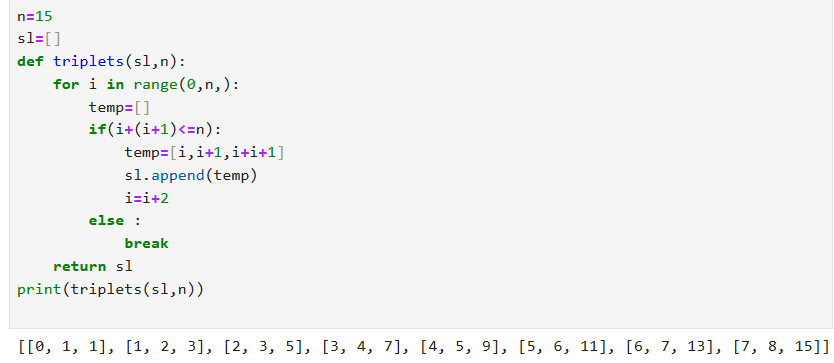 n=15
sl=[]
def triplets(sl,n):
    for i in range(0,n,):
        temp=[]
        if(i+(i+1)<=n):
            temp=[i,i+1,i+i+1]
            sl.append(temp)
            i=i+2
        else :
            break
    return sl
print(triplets(sl,n))
[[0, 1, 1], [1, 2, 3], [2, 3, 5], [3, 4, 7], [4, 5, 9], [5, 6, 11], [6, 7, 13], [7, 8, 15]]